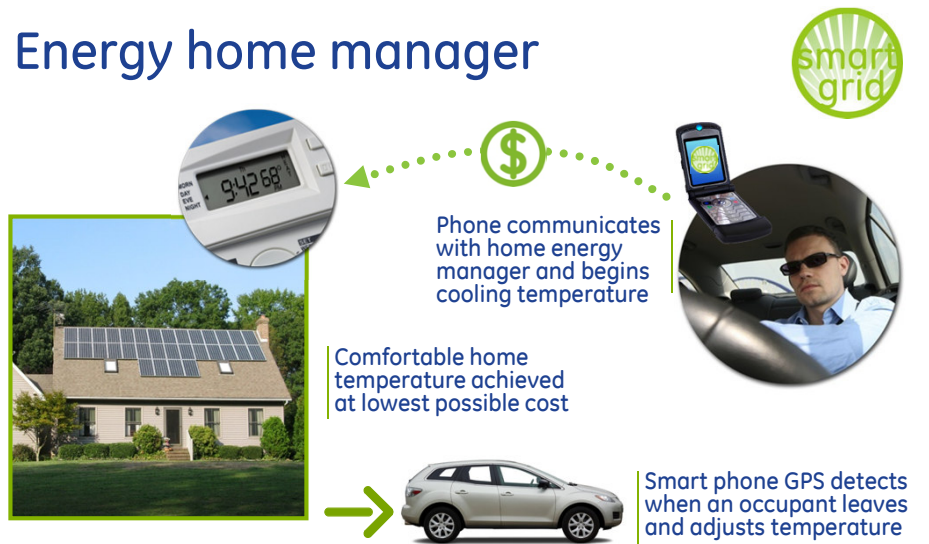 Energy home manager
smart
grid
9:42 68°
MORN
DAY
EVE
NIGHT
Phone communicates
with home energy
manager and begins
cooling temperature
Comfortable home
temperature achieved
at lowest possible cost
Smart phone GPS detects
when an occupant leaves
and adjusts temperature